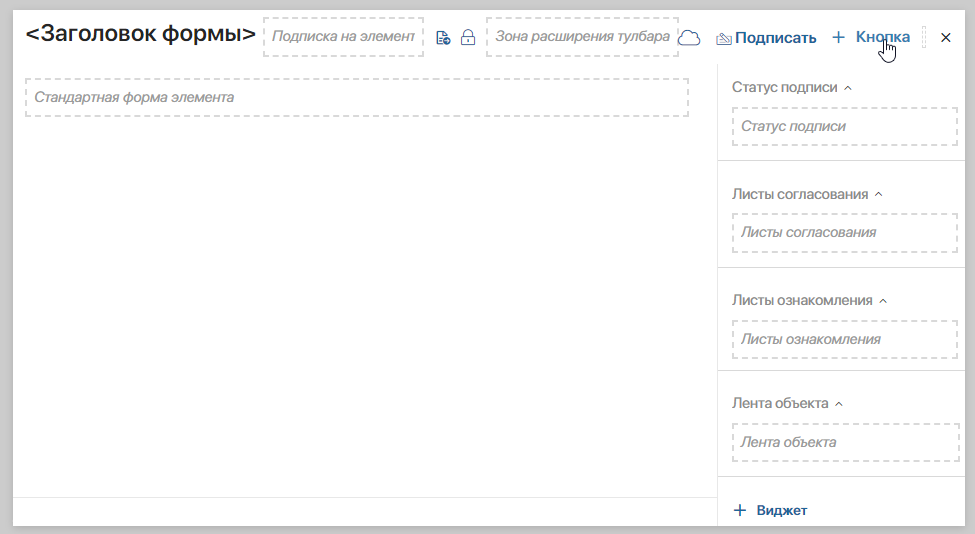 <Заголовок формы> Подписка на элемент Зона расширения тулбара Подписать + Кнопка
Стандартная форма элемента
Статус подписи
Статус подписи
Листы согласования
Листы согласования
Листы ознакомления
Листы ознакомления
Лента объекта
Лента объекта
+ Виджет